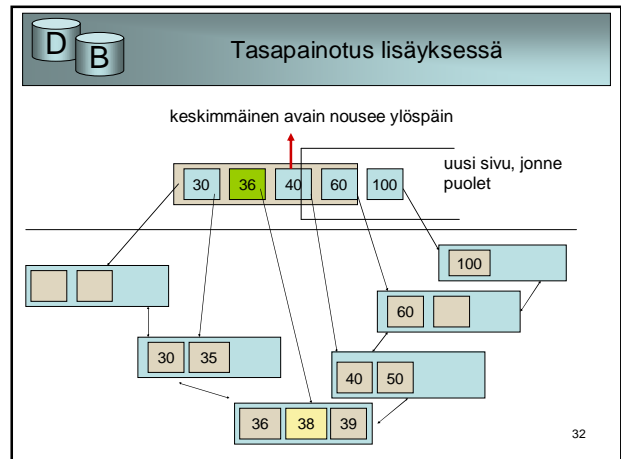 D
B
Tasapainotus lisäyksessä
keskimmäinen avain nousee ylöspäin
uusi sivu, jonne
puolet
30 36 40 60 100
100
60
30 35
40 50
36 38 39
32